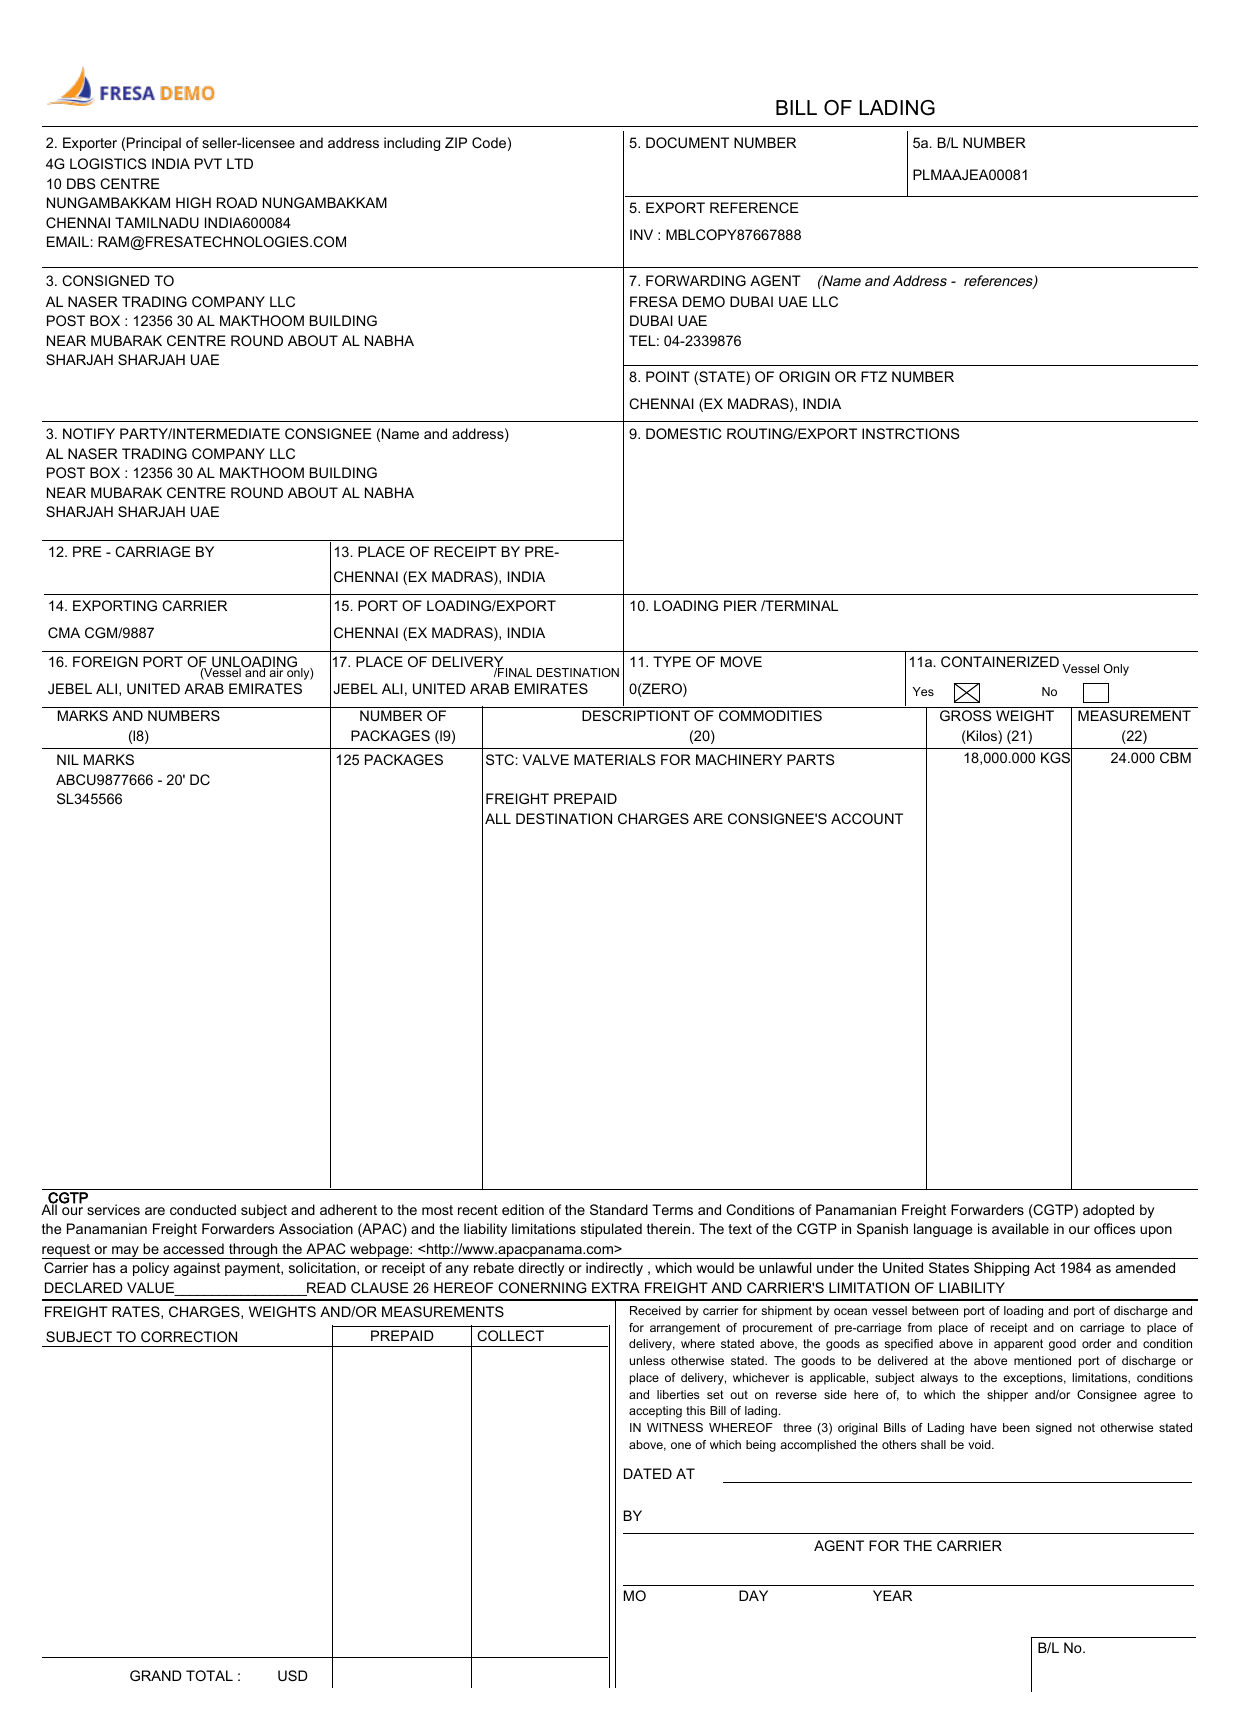 FRESA DEMO
BILL OF LADING
2. Exporter (Principal of seller-licensee and address including ZIP Code)
4G LOGISTICS INDIA PVT LTD
10 DBS CENTRE
NUNGAMBAKKAM HIGH ROAD NUNGAMBAKKAM
CHENNAI TAMILNADU INDIA600084
EMAIL: RAM@FRESATECHNOLOGIES.COM
5. DOCUMENT NUMBER
5a. B/L NUMBER
PLMAAJEA00081
5. EXPORT REFERENCE
INV : MBLCOPY87667888
3. CONSIGNED TO
AL NASER TRADING COMPANY LLC
POST BOX : 12356 30 AL MAKTHOOM BUILDING
NEAR MUBARAK CENTRE ROUND ABOUT AL NABHA
SHARJAH SHARJAH UAE
7. FORWARDING AGENT (Name and Address - references)
FRESA DEMO DUBAI UAE LLC
DUBAI UAE
TEL: 04-2339876
8. POINT (STATE) OF ORIGIN OR FTZ NUMBER
CHENNAI (EX MADRAS), INDIA
3. NOTIFY PARTY/INTERMEDIATE CONSIGNEE (Name and address)
AL NASER TRADING COMPANY LLC
POST BOX : 12356 30 AL MAKTHOOM BUILDING
NEAR MUBARAK CENTRE ROUND ABOUT AL NABHA
SHARJAH SHARJAH UAE
9. DOMESTIC ROUTING/EXPORT INSTRCTIONS
12. PRE - CARRIAGE BY
13. PLACE OF RECEIPT BY PRE-
CHENNAI (EX MADRAS), INDIA
14. EXPORTING CARRIER
CMA CGM/9887
15. PORT OF LOADING/EXPORT
CHENNAI (EX MADRAS), INDIA
10. LOADING PIER /TERMINAL
16. FOREIGN PORT OF UNLOADING
(Vessel and air only)
JEBEL ALI, UNITED ARAB EMIRATES
17. PLACE OF DELIVERY
/FINAL DESTINATION
JEBEL ALI, UNITED ARAB EMIRATES
11. TYPE OF MOVE
0(ZERO)
11a. CONTAINERIZED Vessel Only
Yes No
MARKS AND NUMBERS
(I8)
NUMBER OF
PACKAGES (I9)
DESCRIPTIONT OF COMMODITIES
(20)
GROSS WEIGHT
(Kilos) (21)
MEASUREMENT
(22)
NIL MARKS
ABCU9877666 - 20' DC
SL345566
125 PACKAGES
STC: VALVE MATERIALS FOR MACHINERY PARTS
FREIGHT PREPAID
ALL DESTINATION CHARGES ARE CONSIGNEE'S ACCOUNT
18,000.000 KGS
24.000 CBM
CGTP
All our services are conducted subject and adherent to the most recent edition of the Standard Terms and Conditions of Panamanian Freight Forwarders (CGTP) adopted by
the Panamanian Freight Forwarders Association (APAC) and the liability limitations stipulated therein. The text of the CGTP in Spanish language is available in our offices upon
request or may be accessed through the APAC webpage: <http://www.apacpanama.com>
Carrier has a policy against payment, solicitation, or receipt of any rebate directly or indirectly , which would be unlawful under the United States Shipping Act 1984 as amended
DECLARED VALUE_________________READ CLAUSE 26 HEREOF CONERNING EXTRA FREIGHT AND CARRIER'S LIMITATION OF LIABILITY
FREIGHT RATES, CHARGES, WEIGHTS AND/OR MEASUREMENTS
SUBJECT TO CORRECTION
PREPAID
COLLECT
GRAND TOTAL : USD
Received by carrier for shipment by ocean vessel between port of loading and port of discharge and
for arrangement of procurement of pre-carriage from place of receipt and on carriage to place of
delivery, where stated above, the goods as specified above in apparent good order and condition
unless otherwise stated. The goods to be delivered at the above mentioned port of discharge or
place of delivery, whichever is applicable, subject always to the exceptions, limitations, conditions
and liberties set out on reverse side here of, to which the shipper and/or Consignee agree to
accepting this Bill of lading.
IN WITNESS WHEREOF three (3) original Bills of Lading have been signed not otherwise stated
above, one of which being accomplished the others shall be void.
DATED AT
BY
AGENT FOR THE CARRIER
MO DAY YEAR
B/L No.